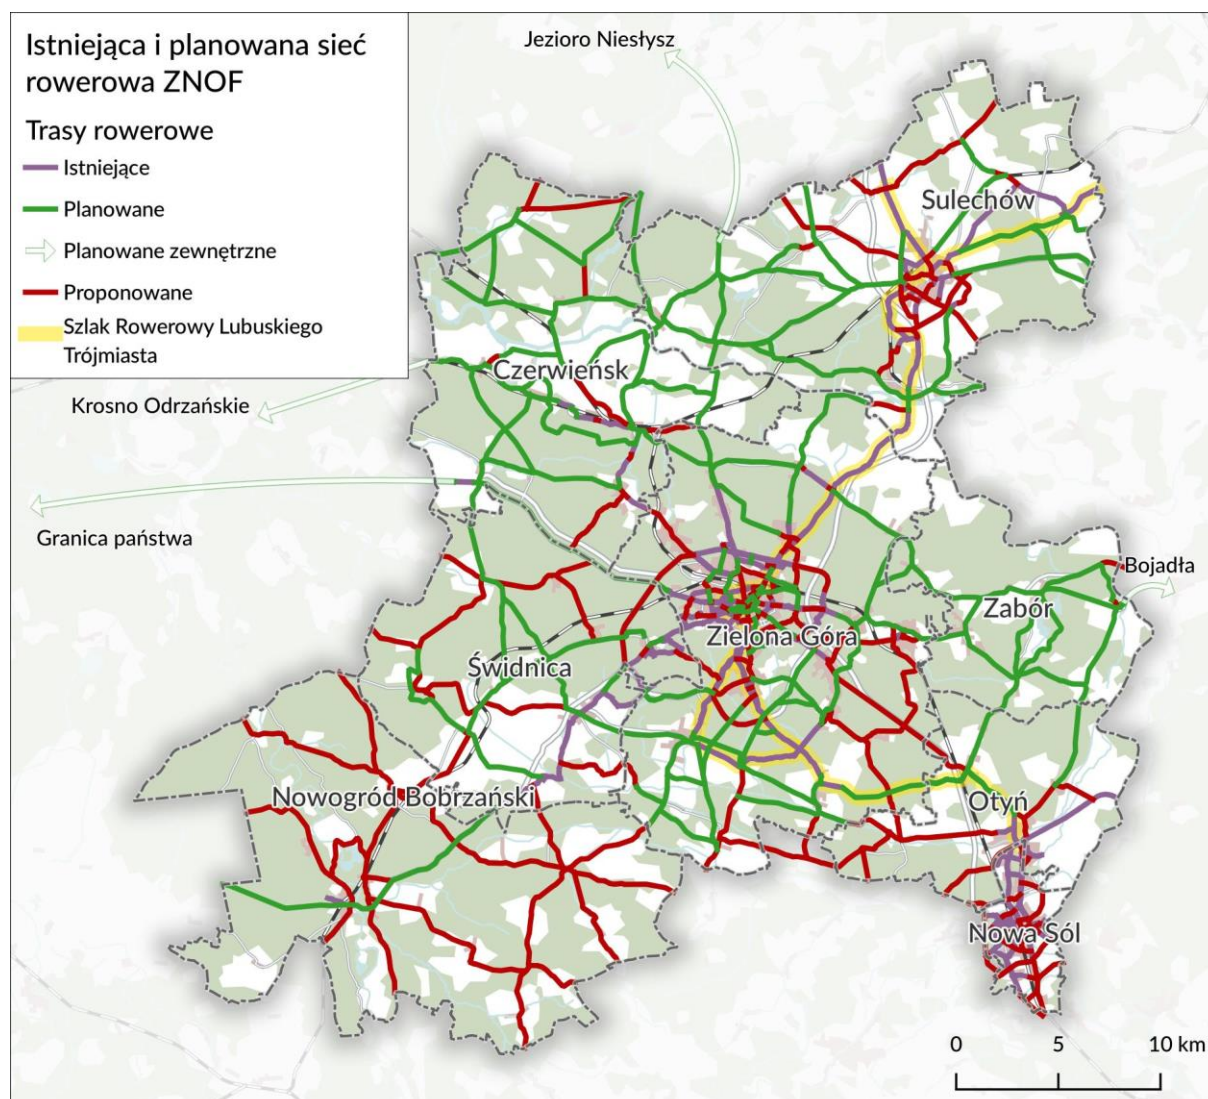 Istniejąca i planowana sieć
rowerowa ZNOF
Trasy rowerowe
Istniejące
Planowane
Planowane zewnętrzne
Proponowane
Szlak Rowerowy Lubuskiego
Trójmiasta
Jezioro Niesłysz
Sulechów
Czerwieńsk
Krosno Odrzańskie
Granica państwa
Bojadła
Zabór
Zielona Góra
Świdnica
Nowogród Bobrzański
Otyń
Nowa Sól
0 5 10 km